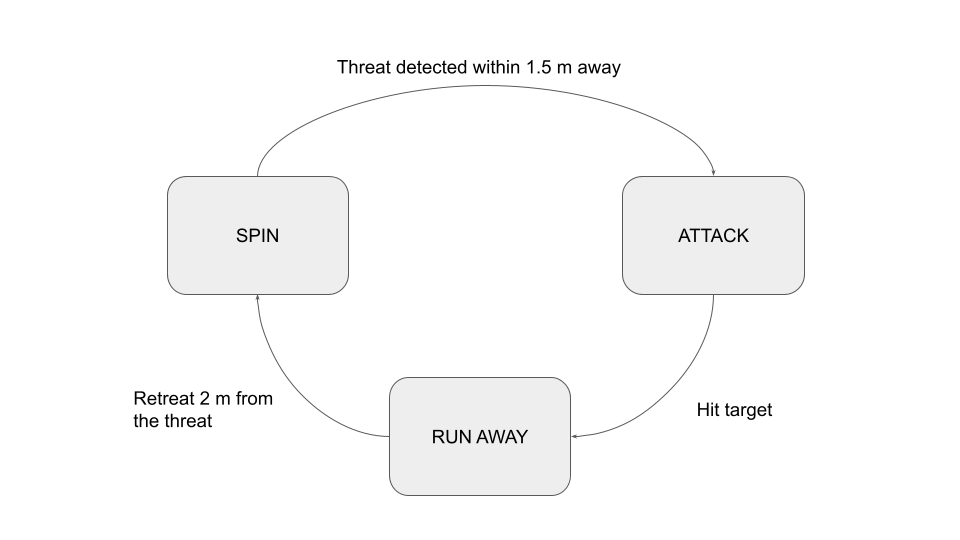 Threat detected within 1.5 m away
SPIN
ATTACK
Retreat 2 m from
the threat
Hit target
RUN AWAY